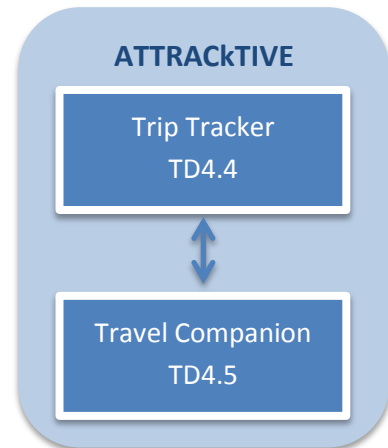 ATTRACkTIVE
Trip Tracker
TD4.4
Travel Companion
TD4.5